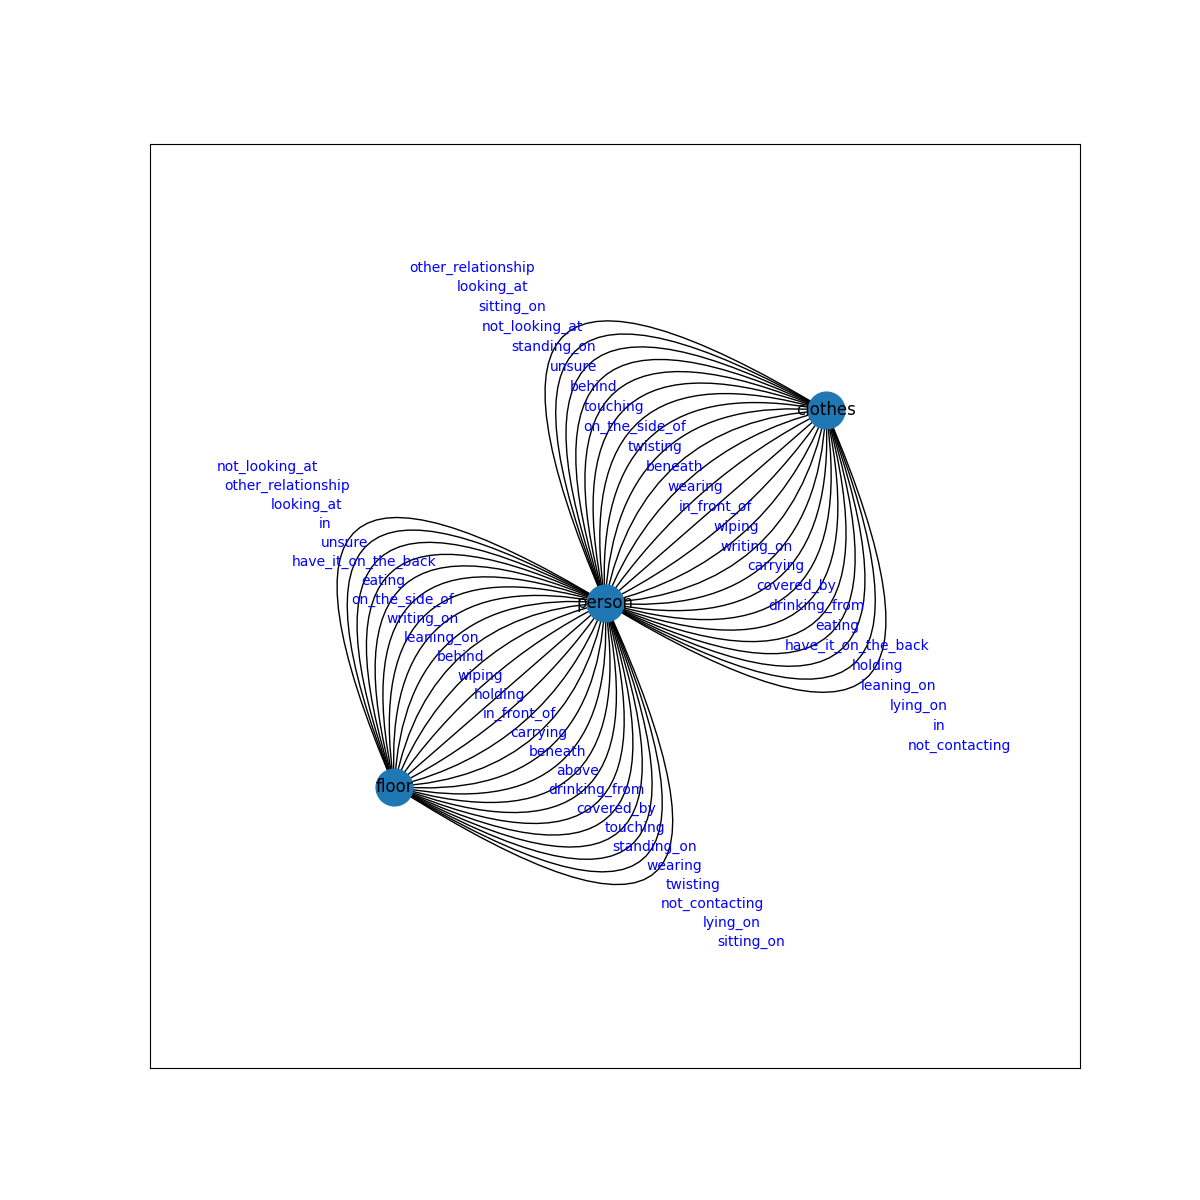 other_relationship
looking_at
sitting_on
not_looking_at
standing_on
unsure
behind
touching
on_the_side_of
twisting
beneath
wearing
in_front_of
wiping
writing_on
carrying
covered_by
drinking_from
eating
have_it_on_the_back
holding
leaning_on
lying_on
in
not_contacting
clothes
person
floor
not_looking_at
other_relationship
looking_at
in
unsure
have_it_on_the_back
eating
on_the_side_of
writing_on
leaning_on
behind
wiping
holding
in_front_of
carrying
beneath
above
drinking_from
covered_by
touching
standing_on
wearing
twisting
not_contacting
lying_on
sitting_on